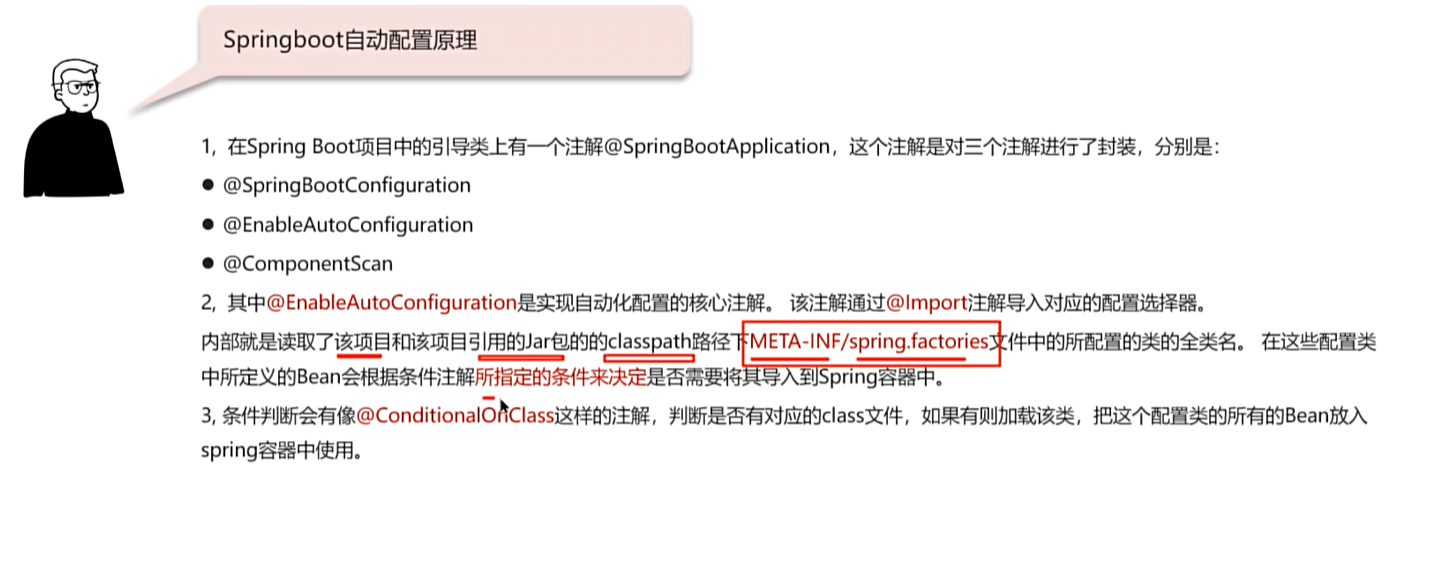 Springboot自动配置原理
1, 在Spring Boot项目中的引导类上有一个注解@SpringBootApplication，这个注解是对三个注解进行了封装，分别是：
● @SpringBootConfiguration
● @EnableAutoConfiguration
● @ComponentScan
2, 其中@EnableAutoConfiguration是实现自动化配置的核心注解。 该注解通过@Import注解导入对应的配置选择器。
内部就是读取了该项目和该项目引用的Jar包的的classpath路径下META-INF/spring.factories文件中的所配置的类的全类名。 在这些配置类
中所定义的Bean会根据条件注解所指定的条件来决定是否需要将其导入到Spring容器中。
3, 条件判断会有像@ConditionalOnClass这样的注解，判断是否有对应的class文件，如果有则加载该类，把这个配置类的所有的Bean放入
spring容器中使用。